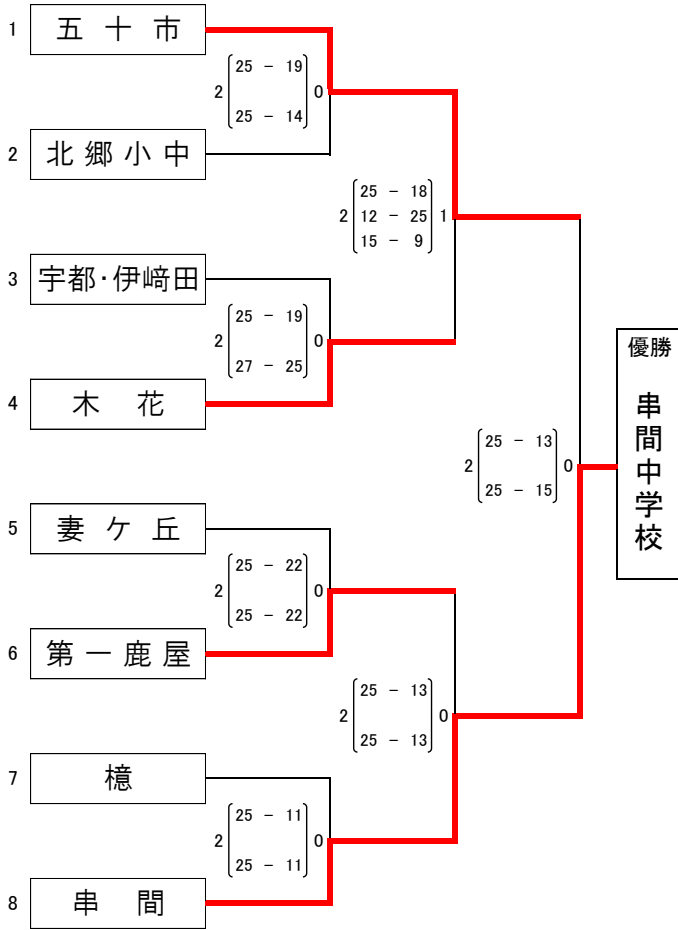 1 五十市
2 25 - 19 0
25 - 14
2 北郷小中
2 25 - 18 1
12 - 25
15 - 9
3 宇都・伊﨑田
2 25 - 19 0
27 - 25
4 木花
優勝
串間中学校
2 25 - 13 0
25 - 15
5 妻ケ丘
2 25 - 22 0
25 - 22
6 第一鹿屋
2 25 - 13 0
25 - 13
7 檍
2 25 - 11 0
25 - 11
8 串間